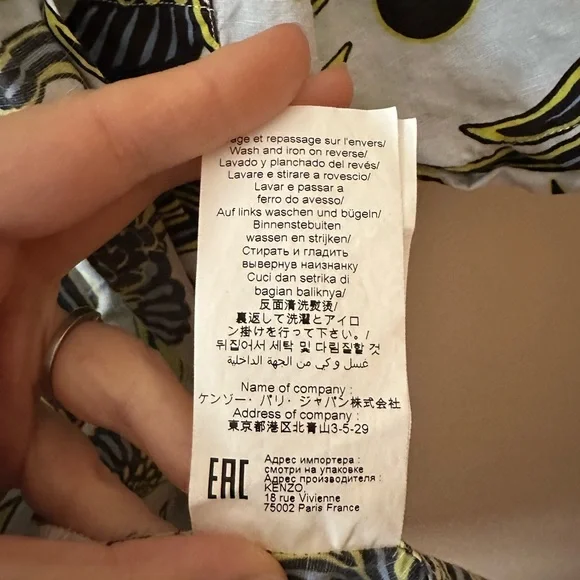 et repassage sur l'envers/
Wash and iron on reverse/
Lavado y planchado del revés/
Lavare e stirare a rovescio/
Lavar e passar a
ferro do avesso/
Auf links waschen und bügeln/
Binnenstebuiten
wassen en strijken/
Стирать и гладить
вывернув наизнанку
Cuci dan setrika di
bagian baliknya/
反面清洗熨烫/
裏返して洗濯とアイロ
ン掛けを行って下さい。/
뒤집어서 세탁 및 다림질할 것
غسل و كي من الجهة الداخلية
Name of company :
ケンゾー・パリ・ジャパン株式会社
Address of company :
東京都港区北青山3-5-29
EAC
Адрес импортера :
смотри на упаковке
Адрес производителя :
KENZO,
18 rue Vivienne
75002 Paris France